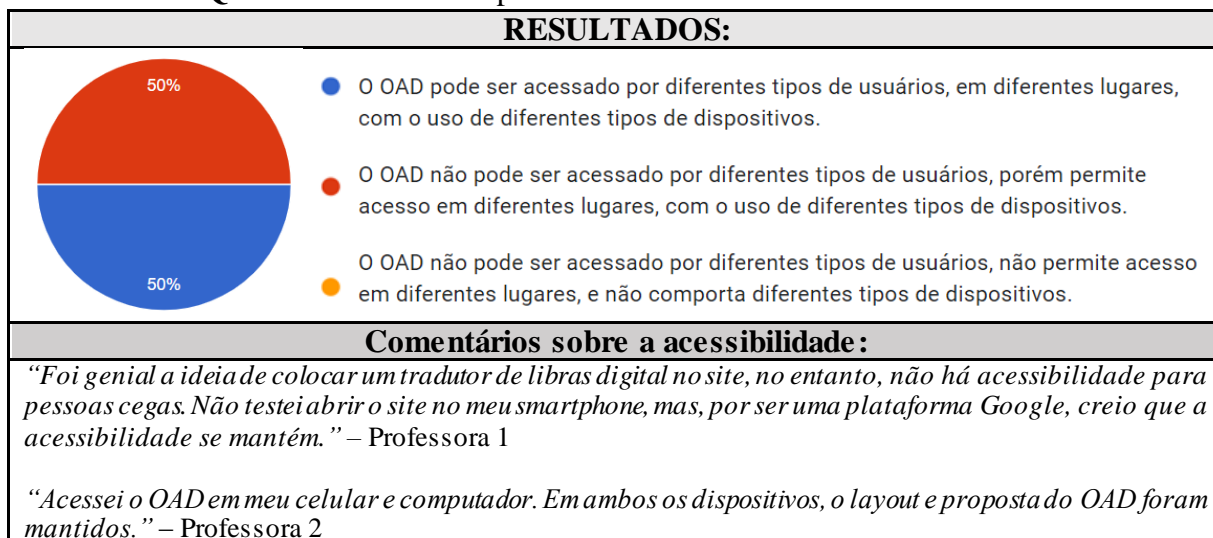 RESULTADOS:
50%
50%
O OAD pode ser acessado por diferentes tipos de usuários, em diferentes lugares,
com o uso de diferentes tipos de dispositivos.
O OAD não pode ser acessado por diferentes tipos de usuários, porém permite
acesso em diferentes lugares, com o uso de diferentes tipos de dispositivos.
O OAD não pode ser acessado por diferentes tipos de usuários, não permite acesso
em diferentes lugares, e não comporta diferentes tipos de dispositivos.
Comentários sobre a acessibilidade:
“Foi genial a ideia de colocar um tradutor de libras digital no site, no entanto, não há acessibilidade para
pessoas cegas. Não testei abrir o site no meu smartphone, mas, por ser uma plataforma Google, creio que a
acessibilidade se mantém.” – Professora 1
“Acessei o OAD em meu celular e computador. Em ambos os dispositivos, o layout e proposta do OAD foram
mantidos.” – Professora 2